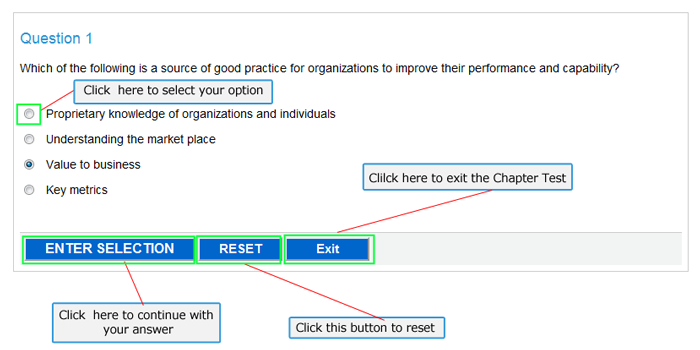 Question 1
Which of the following is a source of good practice for organizations to improve their performance and capability?
Click here to select your option
Proprietary knowledge of organizations and individuals
Understanding the market place
Value to business
Clilck here to exit the Chapter Test
Key metrics
ENTER SELECTION RESET Exit
Click here to continue with
your answer
Click this button to reset